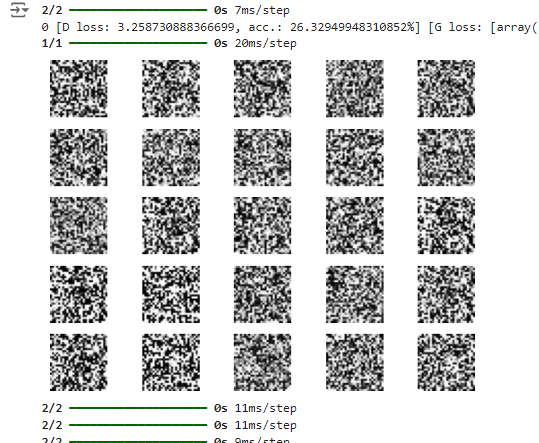 2/2 ━━━━━━━━━━━━━━━━━━━━ 0s 7ms/step
0 [D loss: 3.258730888366699, acc.: 26.32949948310852%] [G loss: [array(
1/1 ━━━━━━━━━━━━━━━━━━━━ 0s 20ms/step
2/2 ━━━━━━━━━━━━━━━━━━━━ 0s 11ms/step
2/2 ━━━━━━━━━━━━━━━━━━━━ 0s 11ms/step
2/2 ━━━━━━━━━━━━━━━━━━━━ 0s 9ms/step